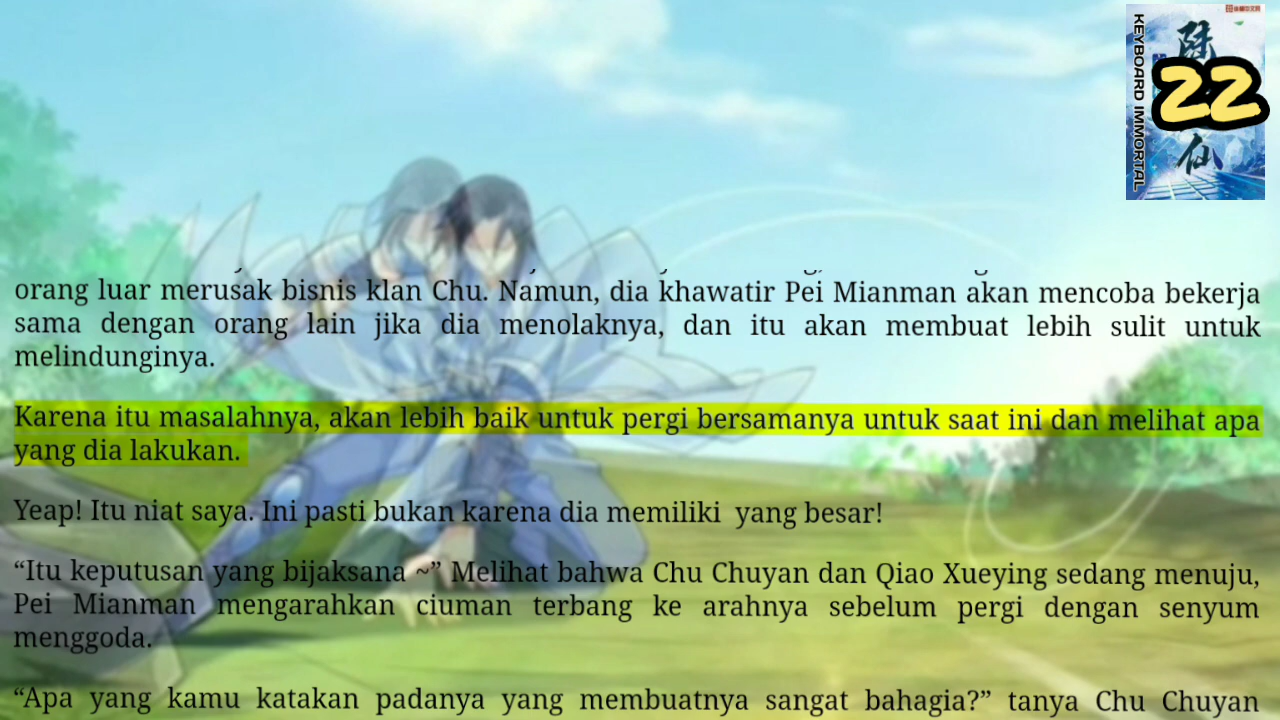 KEYBOARD IMMORTAL
22
仙
orang luar merusak bisnis klan Chu. Namun, dia khawatir Pei Mianman akan mencoba bekerja
sama dengan orang lain jika dia menolaknya, dan itu akan membuat lebih sulit untuk
melindunginya.
Karena itu masalahnya, akan lebih baik untuk pergi bersamanya untuk saat ini dan melihat apa
yang dia lakukan.
Yeap! Itu niat saya. Ini pasti bukan karena dia memiliki  yang besar!
“Itu keputusan yang bijaksana ~” Melihat bahwa Chu Chuyan dan Qiao Xueying sedang menuju,
Pei Mianman mengarahkan ciuman terbang ke arahnya sebelum pergi dengan senyum
menggoda.
“Apa yang kamu katakan padanya yang membuatnya sangat bahagia?” tanya Chu Chuyan